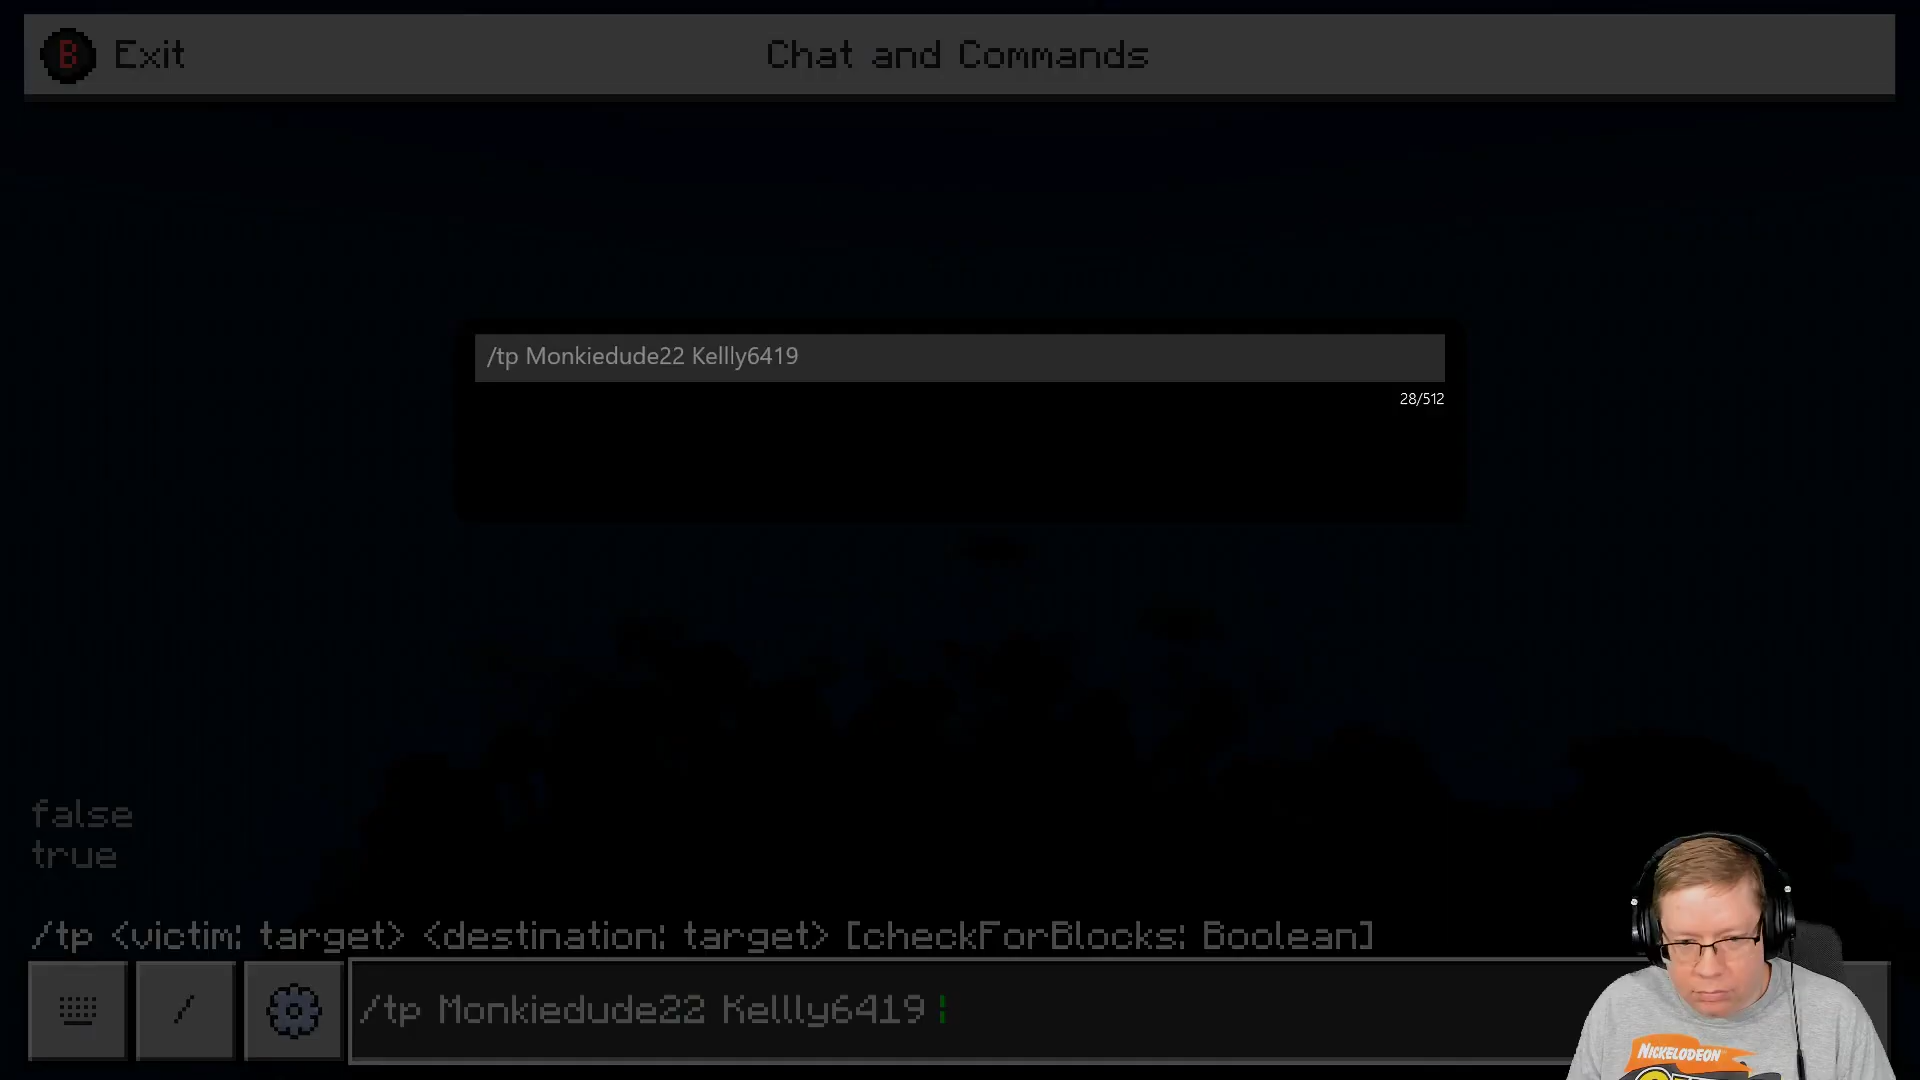 B Exit
Chat and Commands
/tp Monkiedude22 Kellly6419
28/512
false
true
/tp <victim: target> <destination: target> [checkForBlocks: Boolean]
/ /tp Monkiedude22 Kellly6419
NICKELODEON